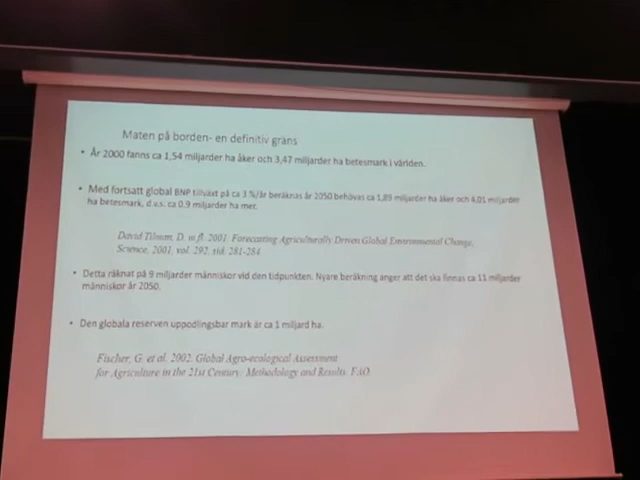 Maten på borden- en definitiv gräns
• År 2000 fanns ca 1,54 miljarder ha åker och 3,47 miljarder ha betesmark i världen.
• Med fortsatt global BNP tillväxt på ca 3 %/år beräknas år 2050 behövas ca 1,89 miljarder ha åker och 4,01 miljarder
ha betesmark, d.v.s. ca 0,9 miljarder ha mer.
David Tilman, D. m.fl. 2001. Forecasting Agriculturally Driven Global Environmental Change,
Science, 2001, vol. 292, sid. 281-284
• Detta räknat på 9 miljarder människor vid den tidpunkten. Nyare beräkning anger att det ska finnas ca 11 miljarder
människor år 2050.
• Den globala reserven uppodlingsbar mark är ca 1 miljard ha.
Fischer, G. et al. 2002. Global Agro-ecological Assessment
for Agriculture in the 21st Century: Methodology and Results. FAO